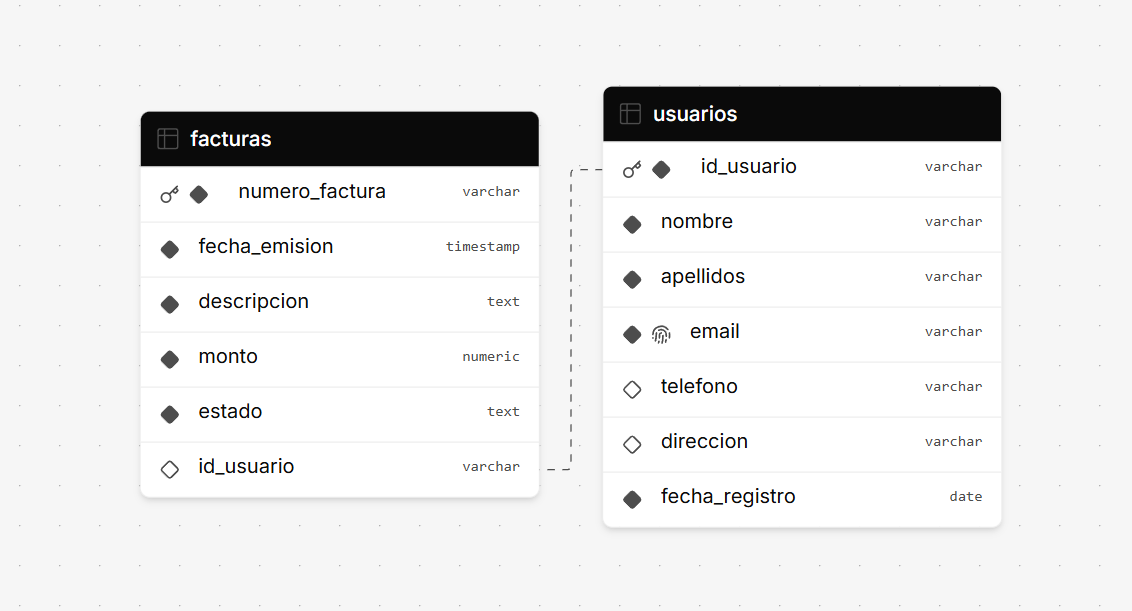 facturas
numero_factura varchar
fecha_emision timestamp
descripcion text
monto numeric
estado text
id_usuario varchar
usuarios
id_usuario varchar
nombre varchar
apellidos varchar
email varchar
telefono varchar
direccion varchar
fecha_registro date